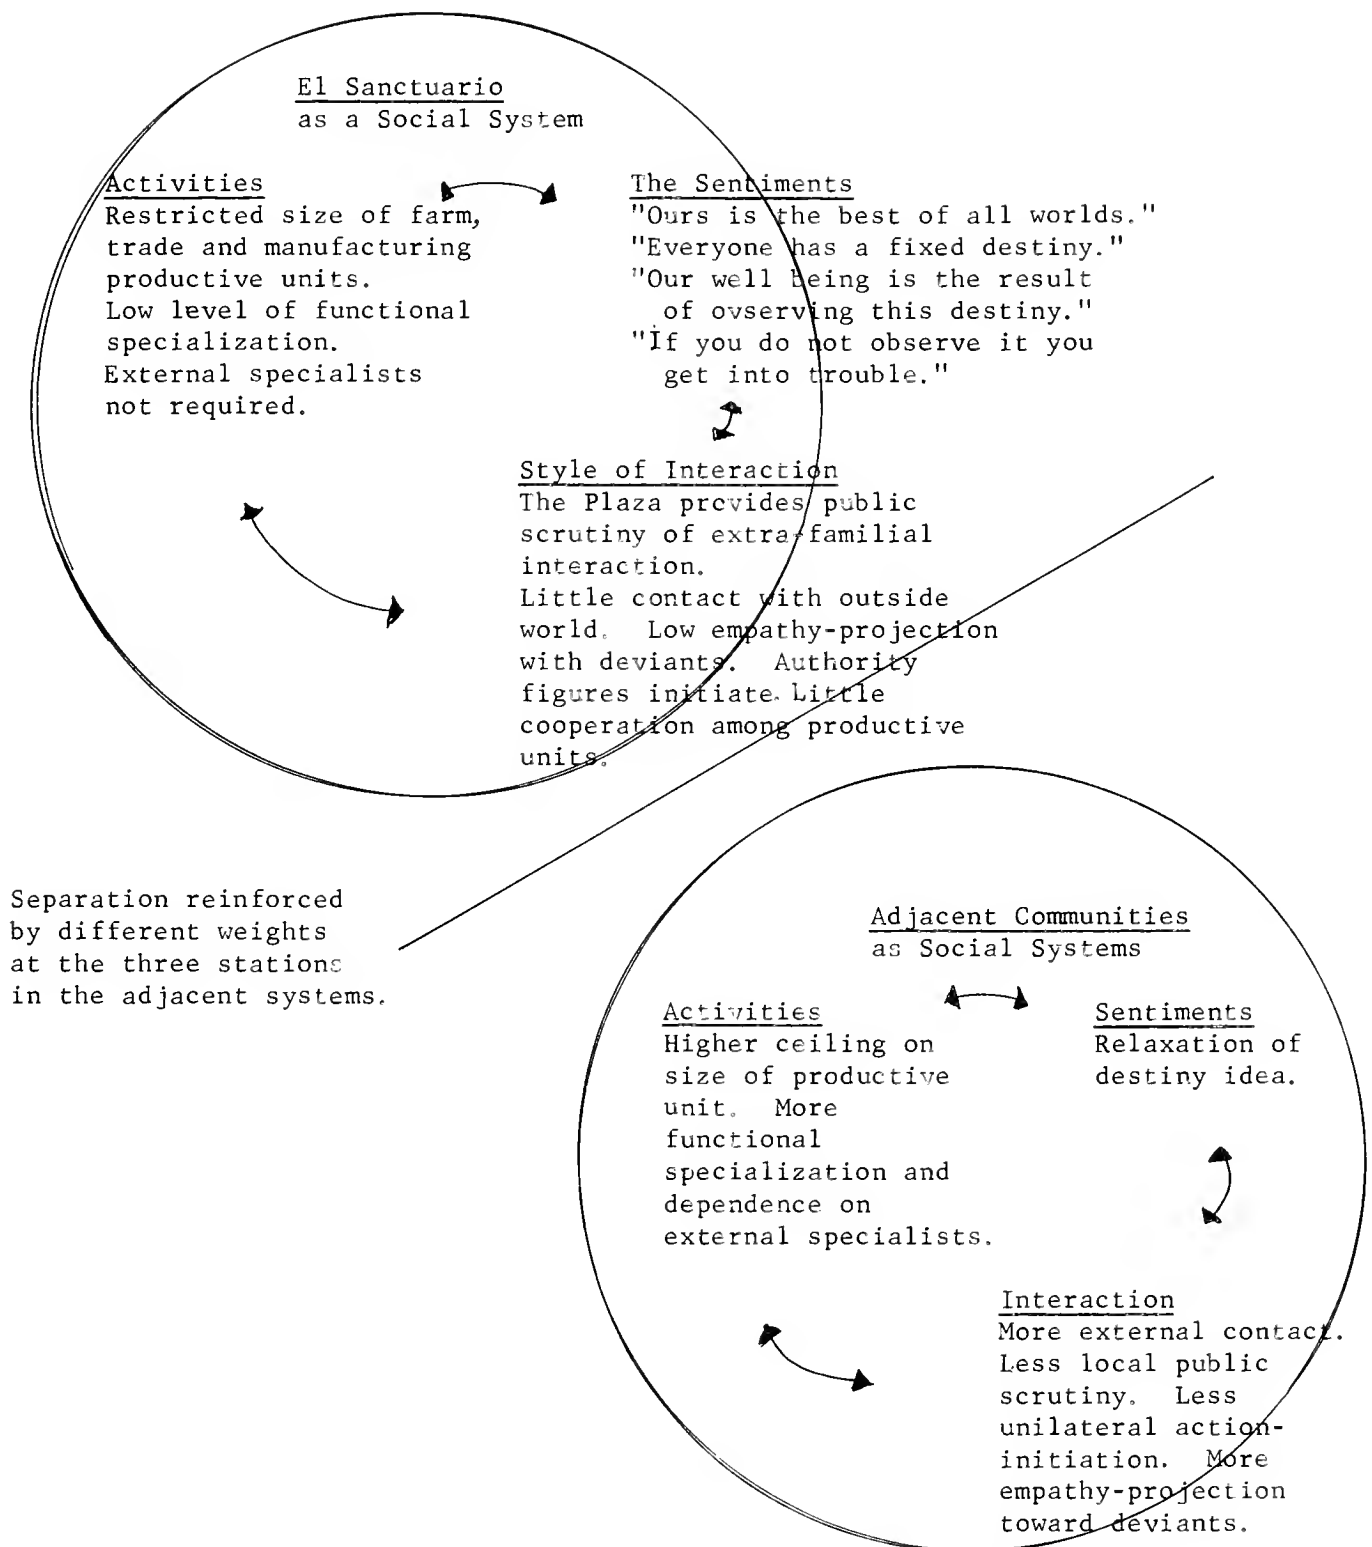 El Sanctuario
as a Social System
Activities
Restricted size of farm,
trade and manufacturing
productive units.
Low level of functional
specialization.
External specialists
not required.
The Sentiments
"Ours is the best of all worlds."
"Everyone has a fixed destiny."
"Our well being is the result
of ovserving this destiny."
"If you do not observe it you
get into trouble."
Style of Interaction
The Plaza provides public
scrutiny of extra-familial
interaction.
Little contact with outside
world. Low empathy-projection
with deviants. Authority
figures initiate. Little
cooperation among productive
units.
Separation reinforced
by different weights
at the three stations
in the adjacent systems.
Adjacent Communities
as Social Systems
Activities
Higher ceiling on
size of productive
unit. More
functional
specialization and
dependence on
external specialists.
Sentiments
Relaxation of
destiny idea.
Interaction
More external contact.
Less local public
scrutiny. Less
unilateral action-
initiation. More
empathy-projection
toward deviants.